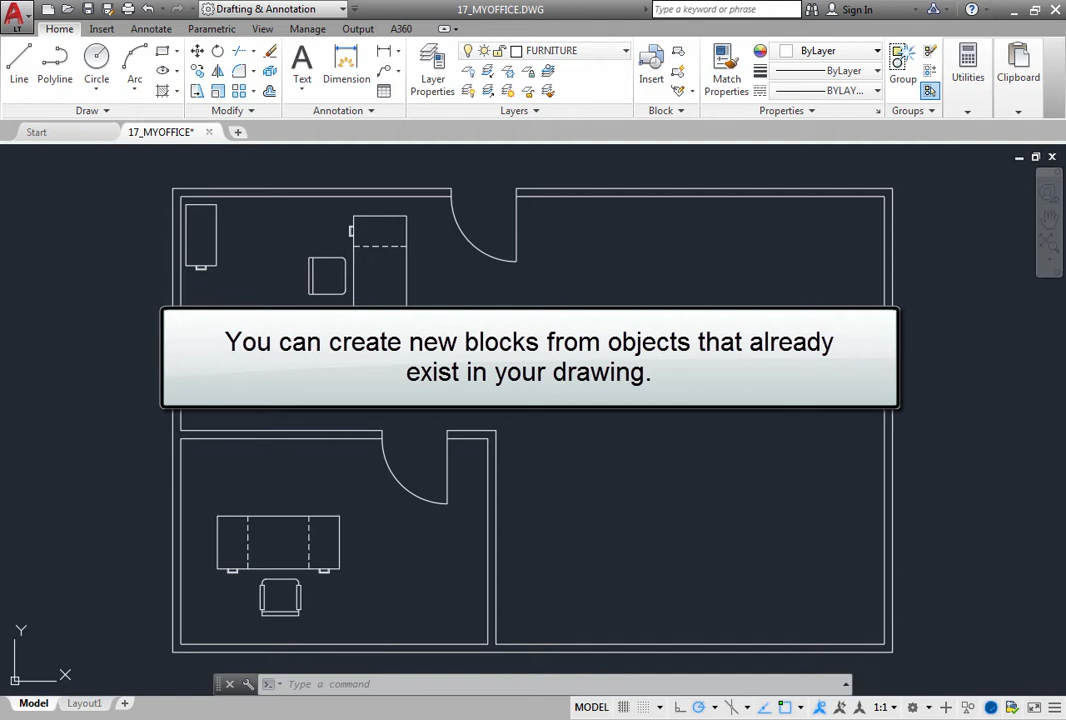 Drafting & Annotation
17_MYOFFICE.DWG
Type a keyword or phrase
Sign In
LT
Home Insert Annotate Parametric View Manage Output A360
FURNITURE
ByLayer
ByLayer
BYLAY...
Line Polyline Circle Arc
Text Dimension
Layer Properties
Insert
Match Properties
Group
Utilities
Clipboard
Draw Modify Annotation Layers Block Properties Groups
Start 17_MYOFFICE*
You can create new blocks from objects that already
exist in your drawing.
Y
X
Type a command
Model Layout1
MODEL 1:1